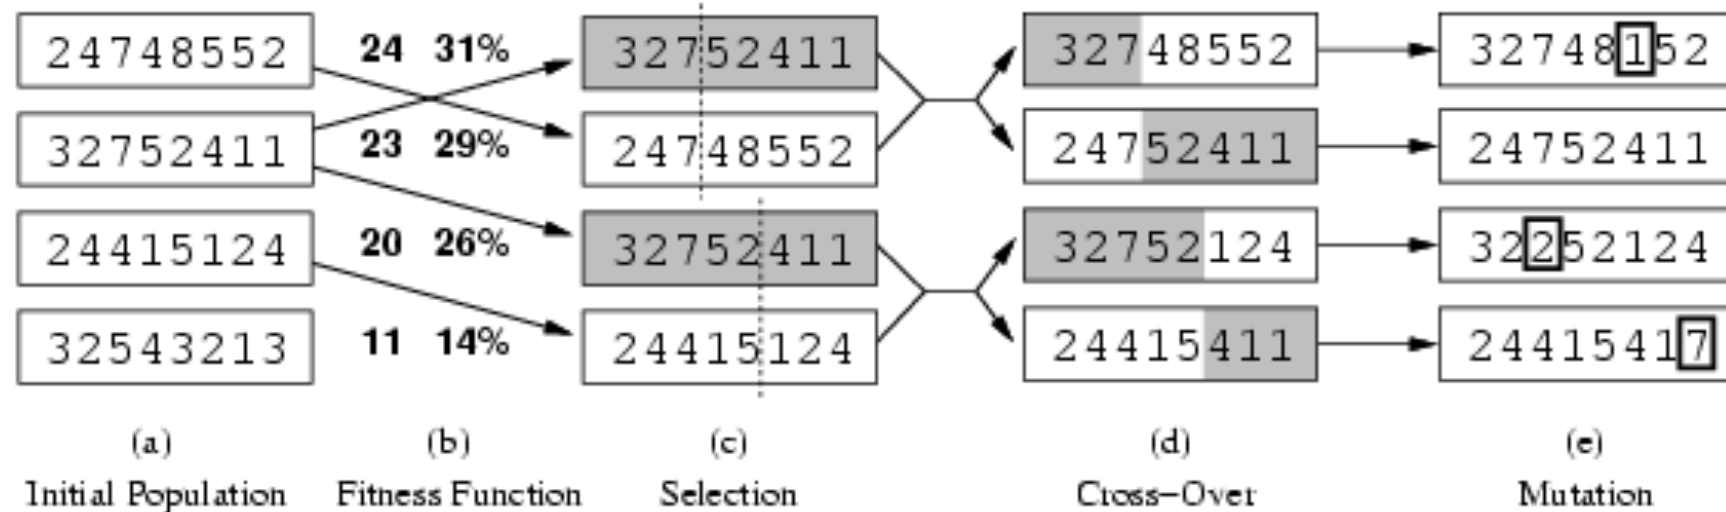 24748552 24 31% 32752411 32748552 32748152
32752411 23 29% 24748552 24752411 24752411
24415124 20 26% 32752411 32752124 32252124
32543213 11 14% 24415124 24415411 24415417
(a) (b) (c) (d) (e)
Initial Population Fitness Function Selection Cross-Over Mutation